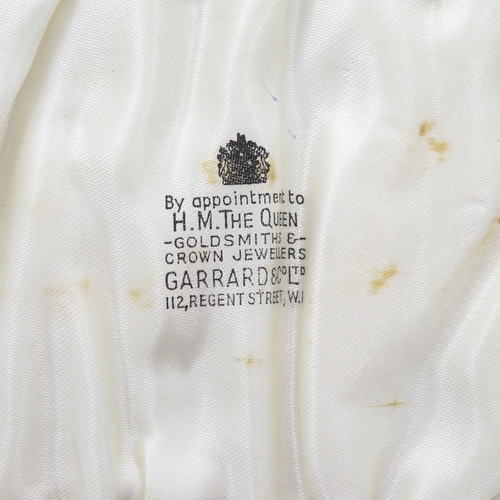 By appointment to
H.M. THE QUEEN
-GOLDSMITHS &-
CROWN JEWELLERS
GARRARD & CO LTD
112, REGENT STREET, W.1